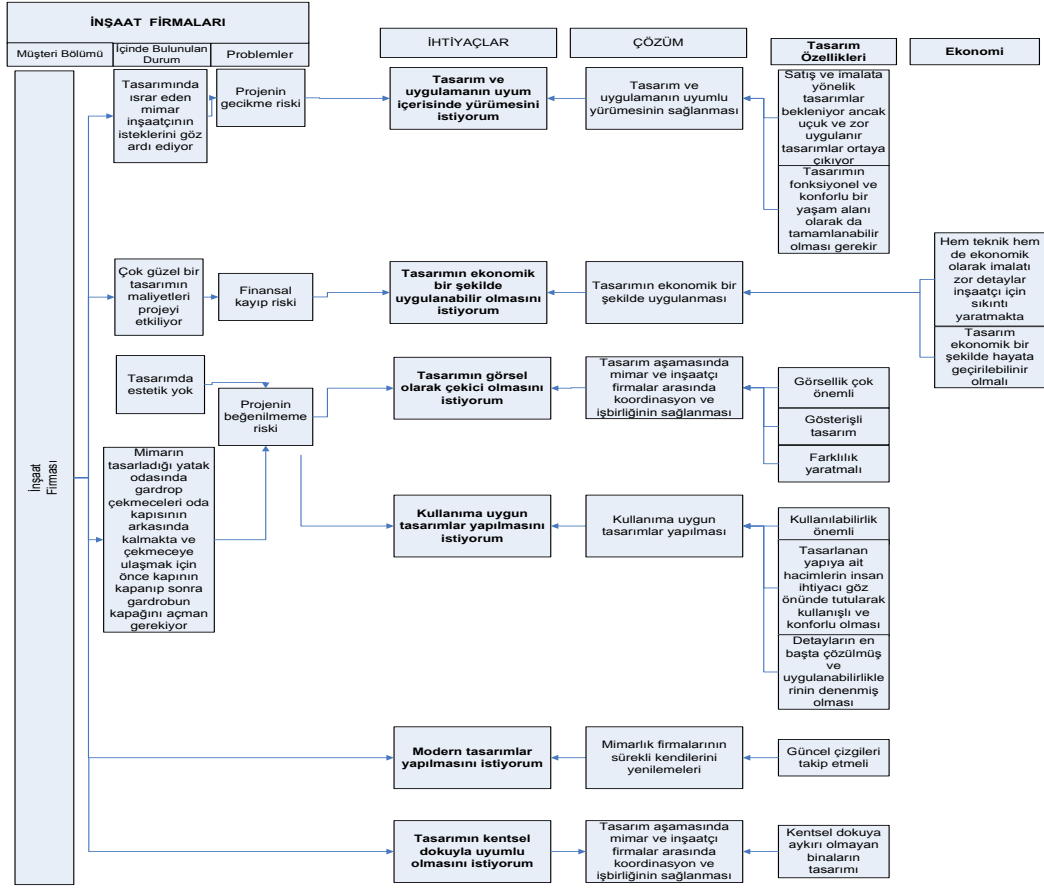 İNŞAAT FİRMALARI
Müşteri Bölümü
İçinde Bulunulan
Durum
Problemler
İHTİYAÇLAR
ÇÖZÜM
Tasarım
Özellikleri
Ekonomi
İnşaat
Firması
Tasarımında
ısrar eden
mimar
inşaatçının
isteklerini göz
ardı ediyor
Projenin
gecikme riski
Tasarım ve
uygulamanın uyum
içerisinde yürümesini
istiyorum
Tasarım ve
uygulamanın uyumlu
yürümesinin sağlanması
Satış ve imalata
yönelik
tasarımlar
bekleniyor ancak
uçuk ve zor
uygulanır
tasarımlar ortaya
çıkıyor
Tasarımın
fonksiyonel ve
konforlu bir
yaşam alanı
olarak da
tamamlanabilir
olması gerekir
Çok güzel bir
tasarımın
maliyetleri
projeyi
etkiliyor
Finansal
kayıp riski
Tasarımın ekonomik
bir şekilde
uygulanabilir olmasını
istiyorum
Tasarımın ekonomik bir
şekilde uygulanması
Hem teknik hem
de ekonomik
olarak imalatı
zor detaylar
inşaatçı için
sıkıntı
yaratmakta
Tasarım
ekonomik bir
şekilde hayata
geçirilebilinir
olmalı
Tasarımda
estetik yok
Projenin
beğenilmeme
riski
Tasarımın görsel
olarak çekici olmasını
istiyorum
Tasarım aşamasında
mimar ve inşaatçı
firmalar arasında
koordinasyon ve
işbirliğinin sağlanması
Görsellik çok
önemli
Gösterişli
tasarım
Farklılık
yaratmalı
Mimarın
tasarladığı yatak
odasında
gardrop
çekmeceleri oda
kapısının
arkasında
kalmakta ve
çekmeceye
ulaşmak için
önce kapının
kapanıp sonra
gardrobun
kapağını açman
gerekiyor
Kullanıma uygun
tasarımlar yapılmasını
istiyorum
Kullanıma uygun
tasarımlar yapılması
Kullanılabilirlik
önemli
Tasarlanan
yapıya ait
hacimlerin insan
ihtiyacı göz
önünde tutularak
kullanışlı ve
konforlu olması
Detayların en
başta çözülmüş
ve
uygulanabilirlikle
rinin denenmiş
olması
Modern tasarımlar
yapılmasını istiyorum
Mimarlık firmalarının
sürekli kendilerini
yenilemeleri
Güncel çizgileri
takip etmeli
Tasarımın kentsel
dokuyla uyumlu
olmasını istiyorum
Tasarım aşamasında
mimar ve inşaatçı
firmalar arasında
koordinasyon ve
işbirliğinin sağlanması
Kentsel dokuya
aykırı olmayan
binaların
tasarımı